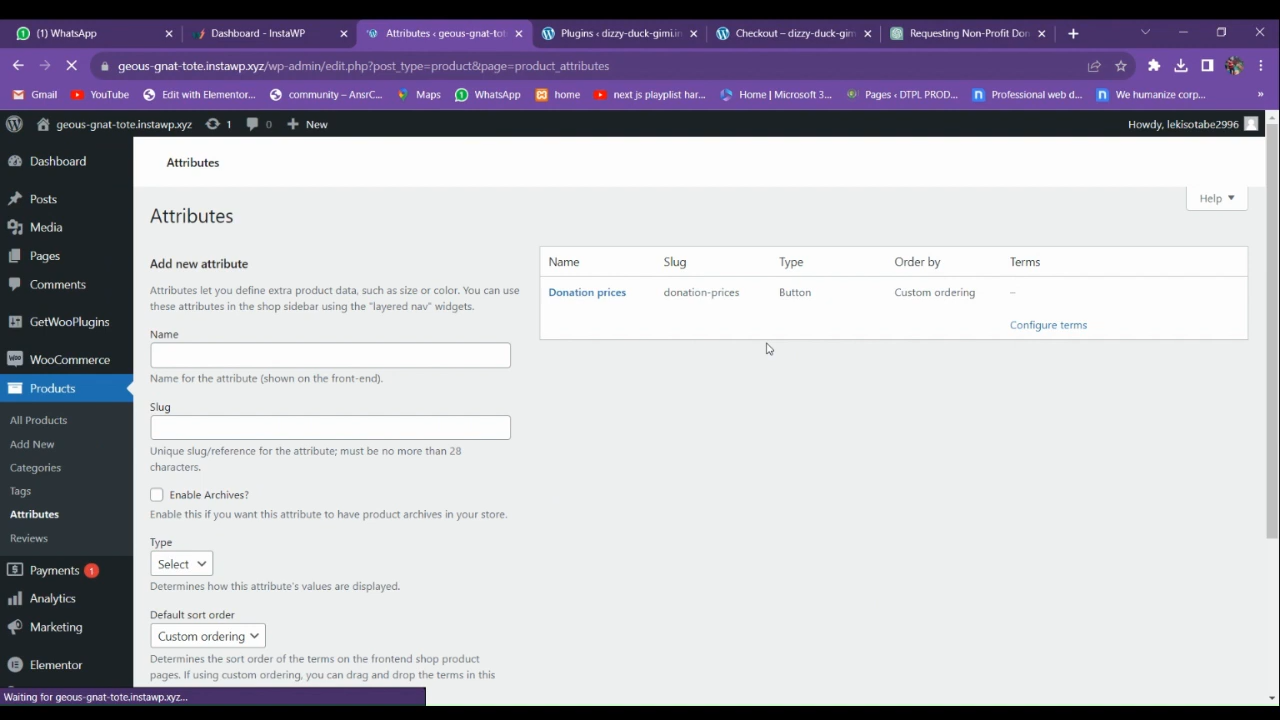 (1) WhatsApp
Dashboard - InstaWP
Attributes ‹ geous-gnat-tot
Plugins ‹ dizzy-duck-gimi.in
Checkout – dizzy-duck-gim
Requesting Non-Profit Don
geous-gnat-tote.instawp.xyz/wp-admin/edit.php?post_type=product&page=product_attributes
Gmail
YouTube
Edit with Elementor...
community – AnsrC...
Maps
WhatsApp
home
next js playlist har...
Home | Microsoft 3...
Pages ‹ DTPL PROD...
Professional web d...
We humanize corp...
»
geous-gnat-tote.instawp.xyz
1
0
New
Howdy, lekisotabe2996
Dashboard
Posts
Media
Pages
Comments
GetWooPlugins
WooCommerce
Products
All Products
Add New
Categories
Tags
Attributes
Reviews
Payments 1
Analytics
Marketing
Elementor
Attributes
Help
Attributes
Add new attribute
Attributes let you define extra product data, such as size or color. You can use
these attributes in the shop sidebar using the "layered nav" widgets.
Name
Name for the attribute (shown on the front-end).
Slug
Unique slug/reference for the attribute; must be no more than 28
characters.
Enable Archives?
Enable this if you want this attribute to have product archives in your store.
Type
Select
Determines how this attribute's values are displayed.
Default sort order
Custom ordering
Determines the sort order of the terms on the frontend shop product
pages. If using custom ordering, you can drag and drop the terms in this
Name Slug Type Order by Terms
Donation prices donation-prices Button Custom ordering –
Configure terms
Waiting for geous-gnat-tote.instawp.xyz...